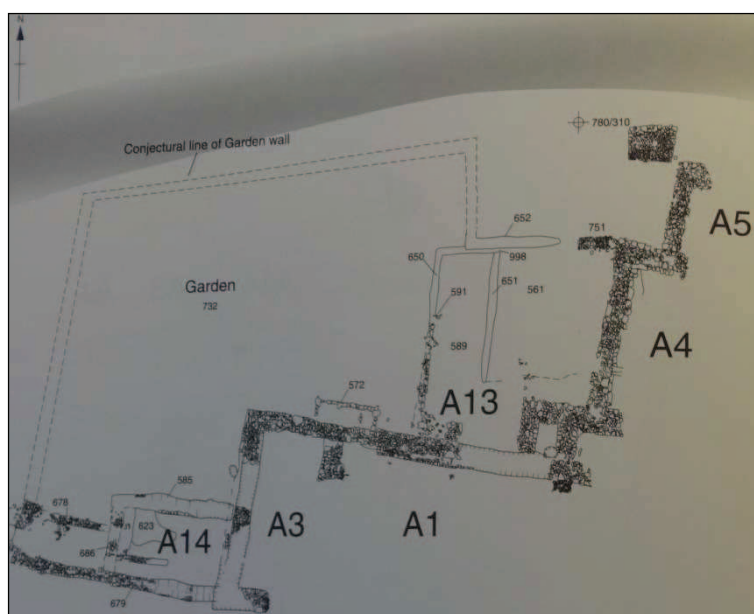 N
780/310
Conjectural line of Garden wall
652
751
A5
650
998
591
651
561
Garden
732
589
A4
572
A13
585
678
623
A14
A3
A1
686
679